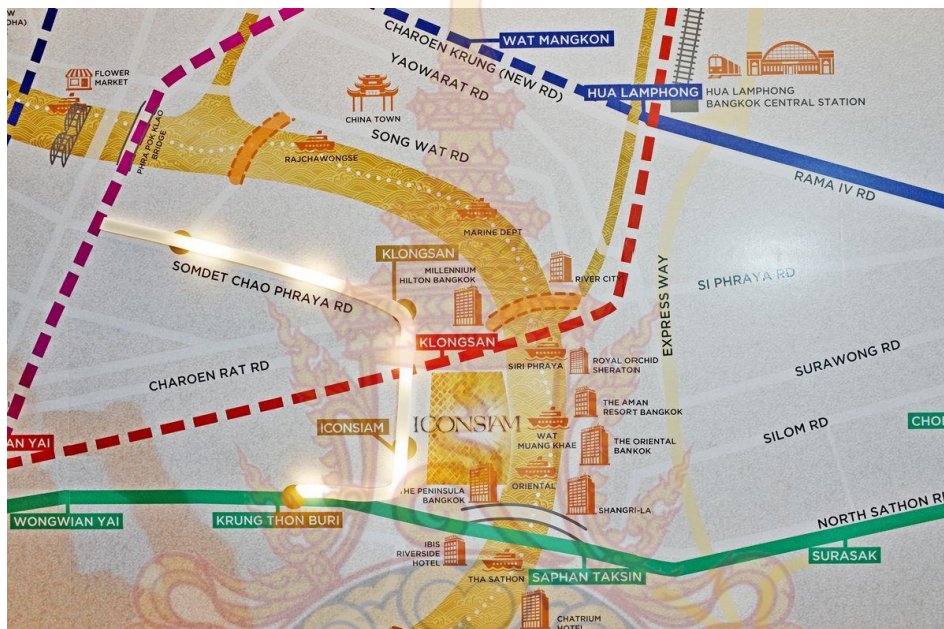 CHAROEN KRUNG (NEW RD)
WAT MANGKON
YAOWARAT RD
FLOWER
MARKET
CHINA TOWN
HUA LAMPHONG
HUA LAMPHONG
BANGKOK CENTRAL STATION
PHRA POK KLAO
BRIDGE
RAJCHAWONGSE
SONG WAT RD
RAMA IV RD
MARINE DEPT
SOMDET CHAO PHRAYA RD
KLONGSAN
MILLENNIUM
HILTON BANGKOK
RIVER CITY
EXPRESS WAY
SI PHRAYA RD
KLONGSAN
CHAROEN RAT RD
SIRI PHRAYA
ROYAL ORCHID
SHERATOIN
SURAWONG RD
THE AMAN
RESORT BANGKOK
ICONSIAM
ICONSIAM
WAT
MUANG KHAE
THE ORIENTAL
BANKOK
SILOM RD
AN YAI
THE PENINSULA
BANGKOK
ORIENTAL
SHANGRI-LA
WONGWIAN YAI
KRUNG THON BURI
NORTH SATHON
IBIS
RIVERSIDE
HOTEL
THA SATHON
SAPHAN TAKSIN
SURASAK
CHATRIUM
HOTEL